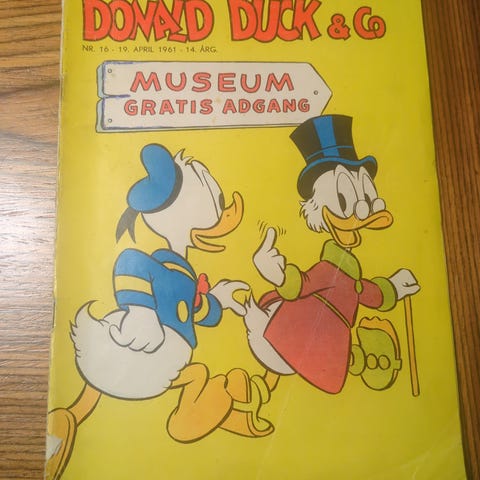 DONALD DUCK & Co
NR. 16 - 19. APRIL 1961 - 14. ÅRG.
MUSEUM
GRATIS ADGANG